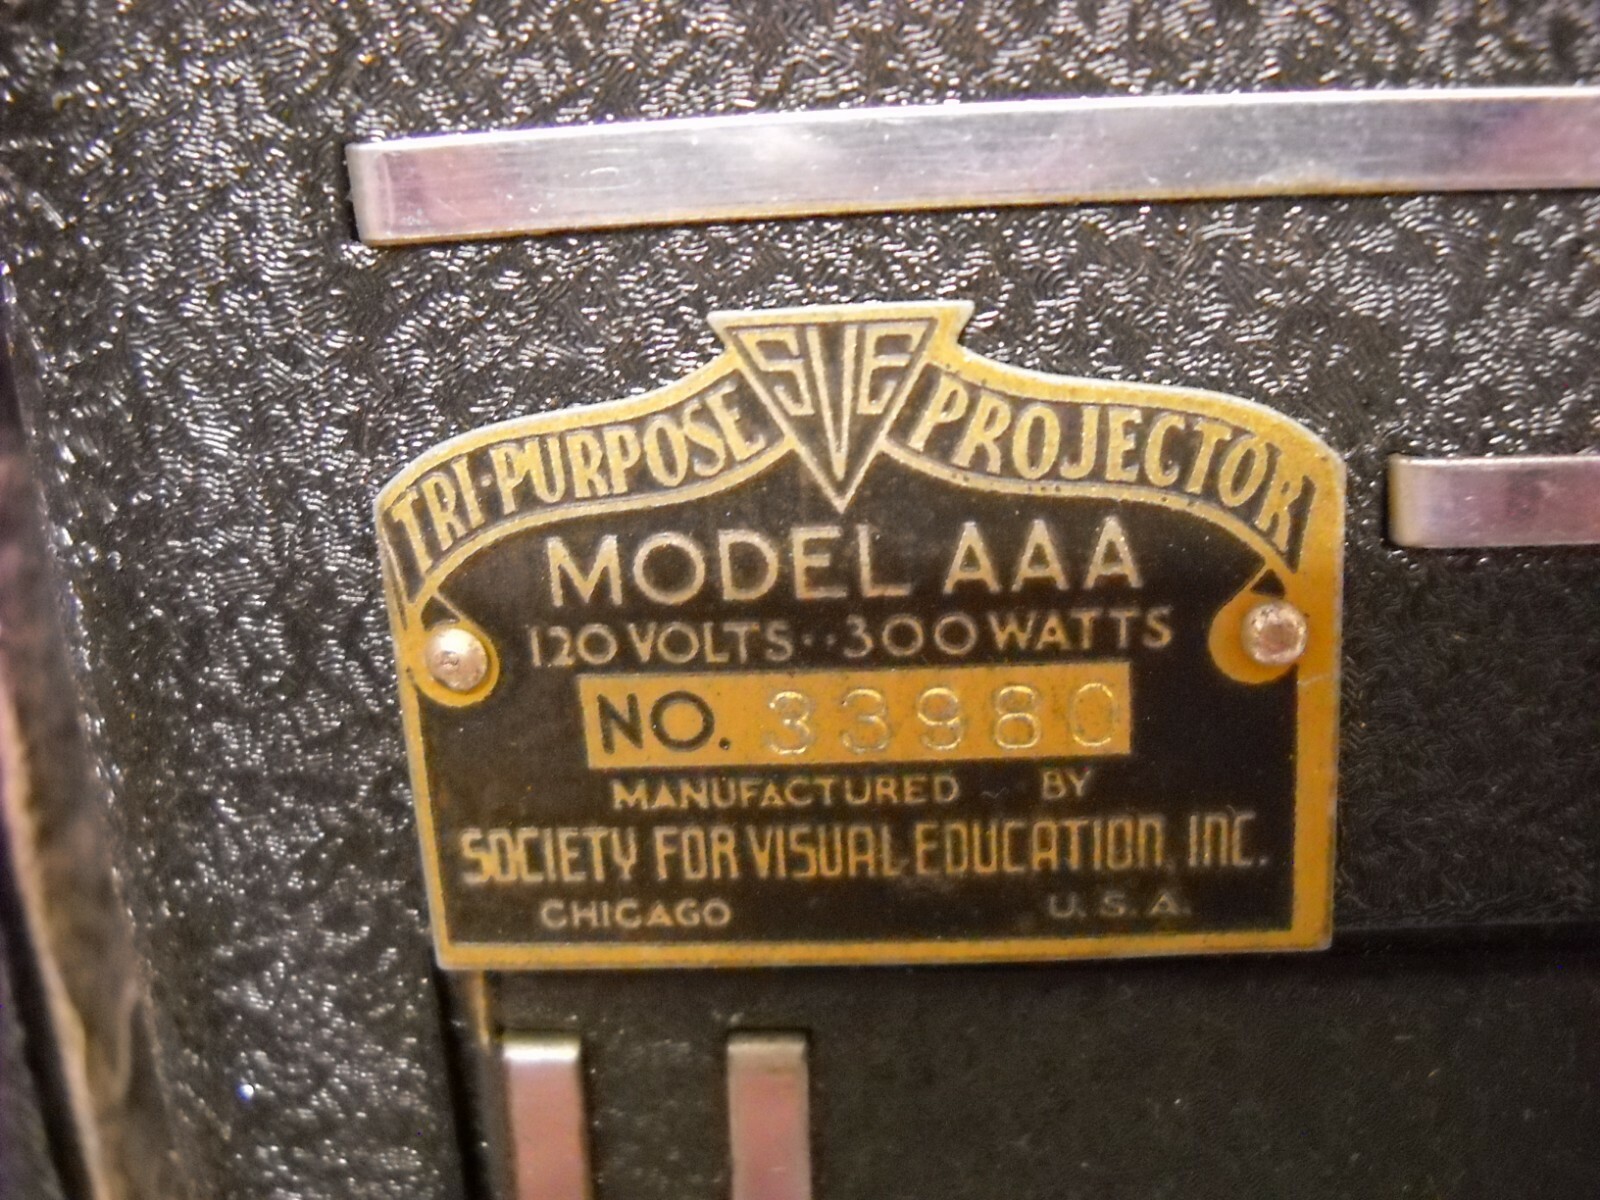 SVE
TRI-PURPOSE PROJECTOR
MODEL AAA
120 VOLTS··300 WATTS
NO. 33980
MANUFACTURED BY
SOCIETY FOR VISUAL EDUCATION, INC.
CHICAGO U.S.A.